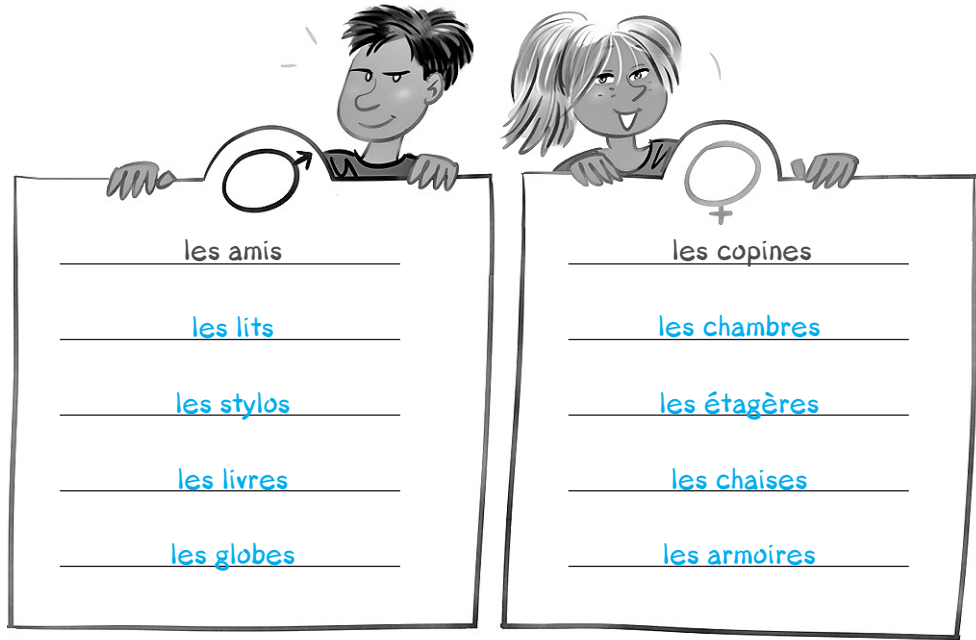 les amis
les lits
les stylos
les livres
les globes
les copines
les chambres
les étagères
les chaises
les armoires